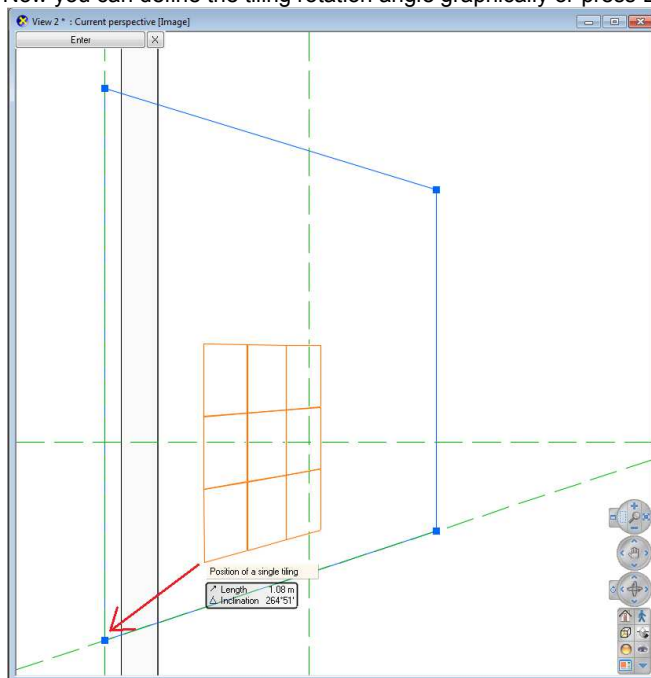 Now you can define the tiling rotation angle graphically or press
View 2 * : Current perspective [Image]
Enter
X
Position of a single tiling
Length 1.08 m
Inclination 264°51'